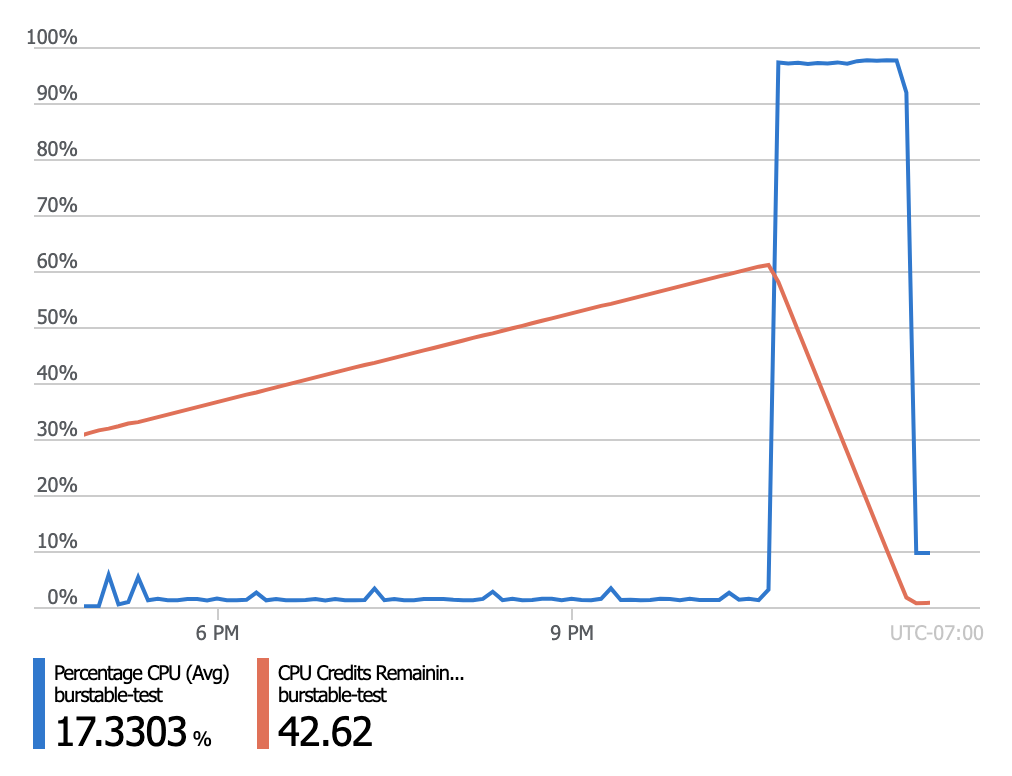 100%
90%
80%
70%
60%
50%
40%
30%
20%
10%
0%
6 PM
9 PM
UTC-07:00
Percentage CPU (Avg)
burstable-test
17.3303 %
CPU Credits Remainin...
burstable-test
42.62